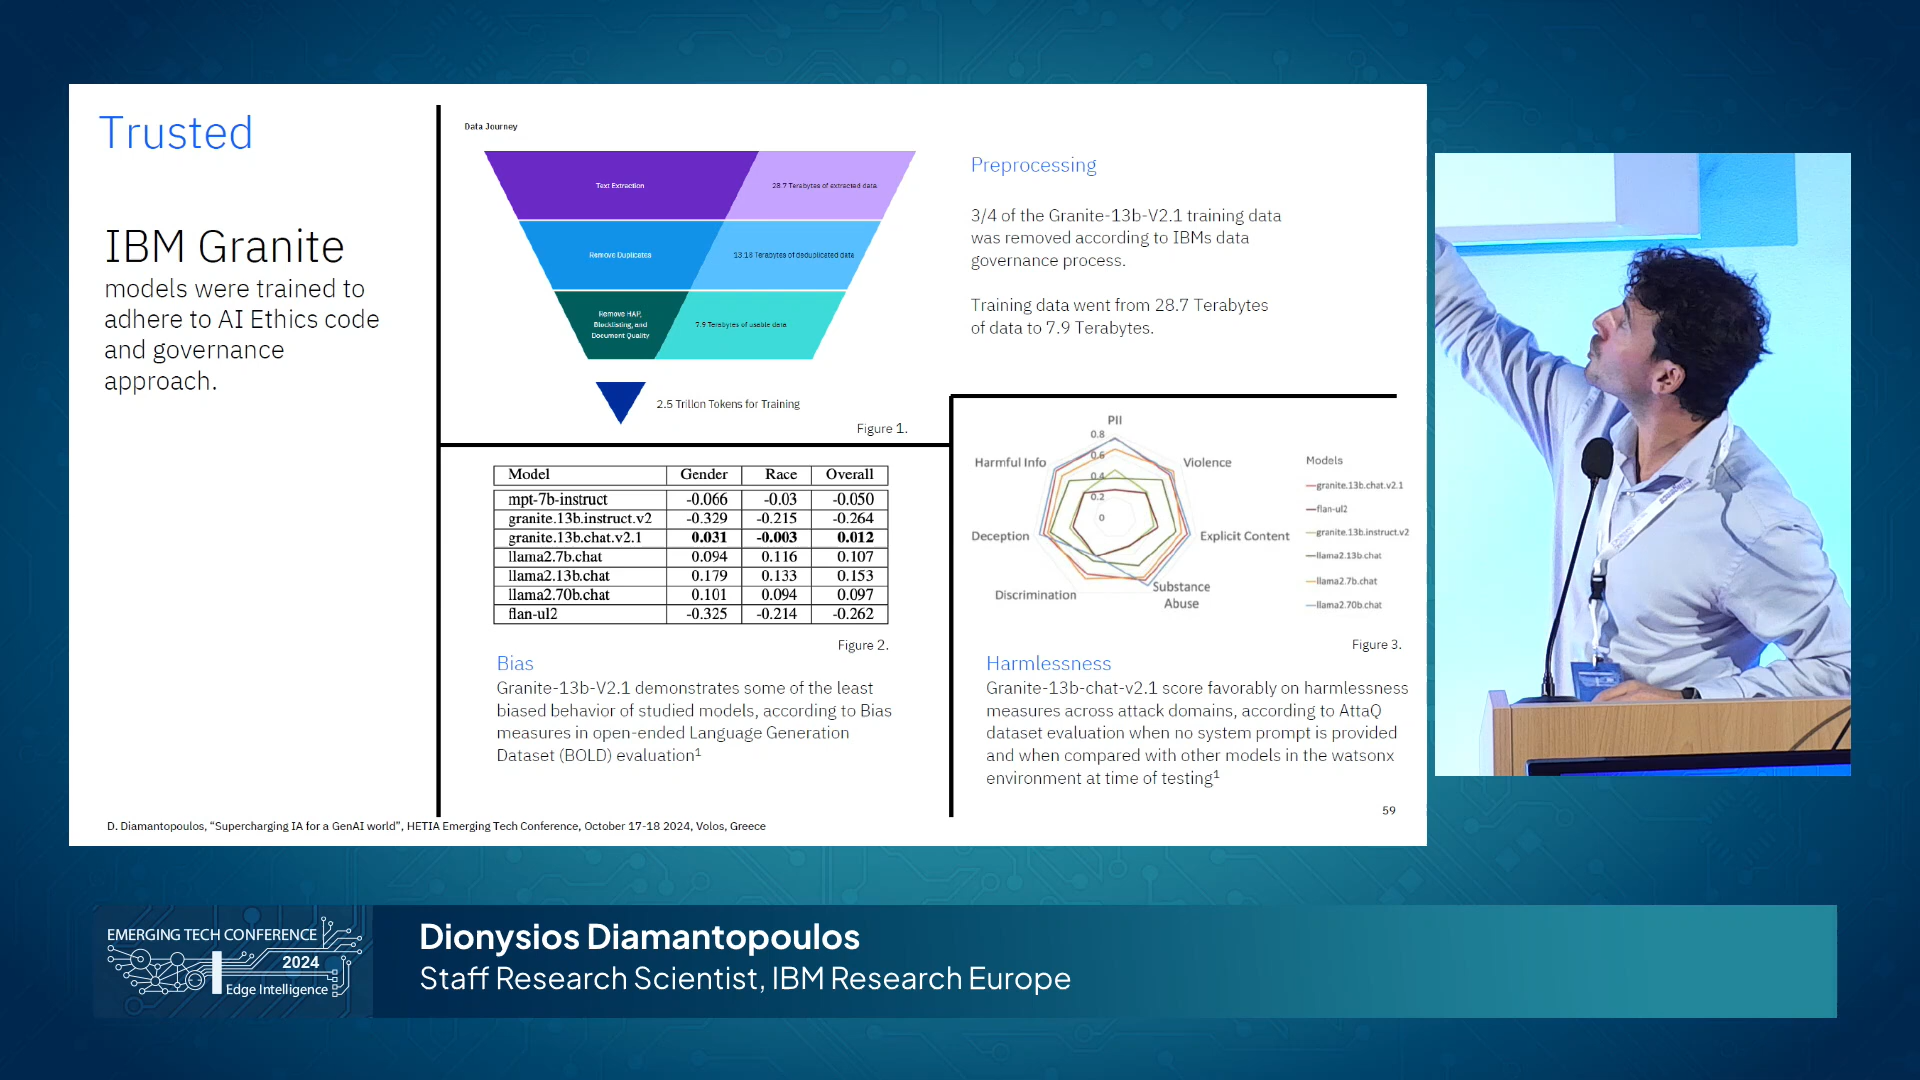 Trusted
IBM Granite
models were trained to
adhere to AI Ethics code
and governance
approach.
Data Journey
Text Extraction
28.7 Terabytes of extracted data
Remove Duplicates
13.18 Terabytes of deduplicated data
Remove HAP,
Blocklisting, and
Document Quality
7.9 Terabytes of usable data
2.5 Trillion Tokens for Training
Figure 1.
Preprocessing
3/4 of the Granite-13b-V2.1 training data
was removed according to IBMs data
governance process.
Training data went from 28.7 Terabytes
of data to 7.9 Terabytes.
Model Gender Race Overall
mpt-7b-instruct -0.066 -0.03 -0.050
granite.13b.instruct.v2 -0.329 -0.215 -0.264
granite.13b.chat.v2.1 0.031 -0.003 0.012
llama2.7b.chat 0.094 0.116 0.107
llama2.13b.chat 0.179 0.133 0.153
llama2.70b.chat 0.101 0.094 0.097
flan-ul2 -0.325 -0.214 -0.262
Figure 2.
Bias
Granite-13b-V2.1 demonstrates some of the least
biased behavior of studied models, according to Bias
measures in open-ended Language Generation
Dataset (BOLD) evaluation¹
PII
0.8
0.6
0.4
0.2
0
Harmful Info
Violence
Deception
Explicit Content
Discrimination
Substance
Abuse
Models
granite.13b.chat.v2.1
flan-ul2
granite.13b.instruct.v2
llama2.13b.chat
llama2.7b.chat
llama2.70b.chat
Figure 3.
Harmlessness
Granite-13b-chat-v2.1 score favorably on harmlessness
measures across attack domains, according to AttaQ
dataset evaluation when no system prompt is provided
and when compared with other models in the watsonx
environment at time of testing¹
59
D. Diamantopoulos, “Supercharging IA for a GenAI world”, HETIA Emerging Tech Conference, October 17-18 2024, Volos, Greece
EMERGING TECH CONFERENCE
2024
Edge Intelligence
Dionysios Diamantopoulos
Staff Research Scientist, IBM Research Europe